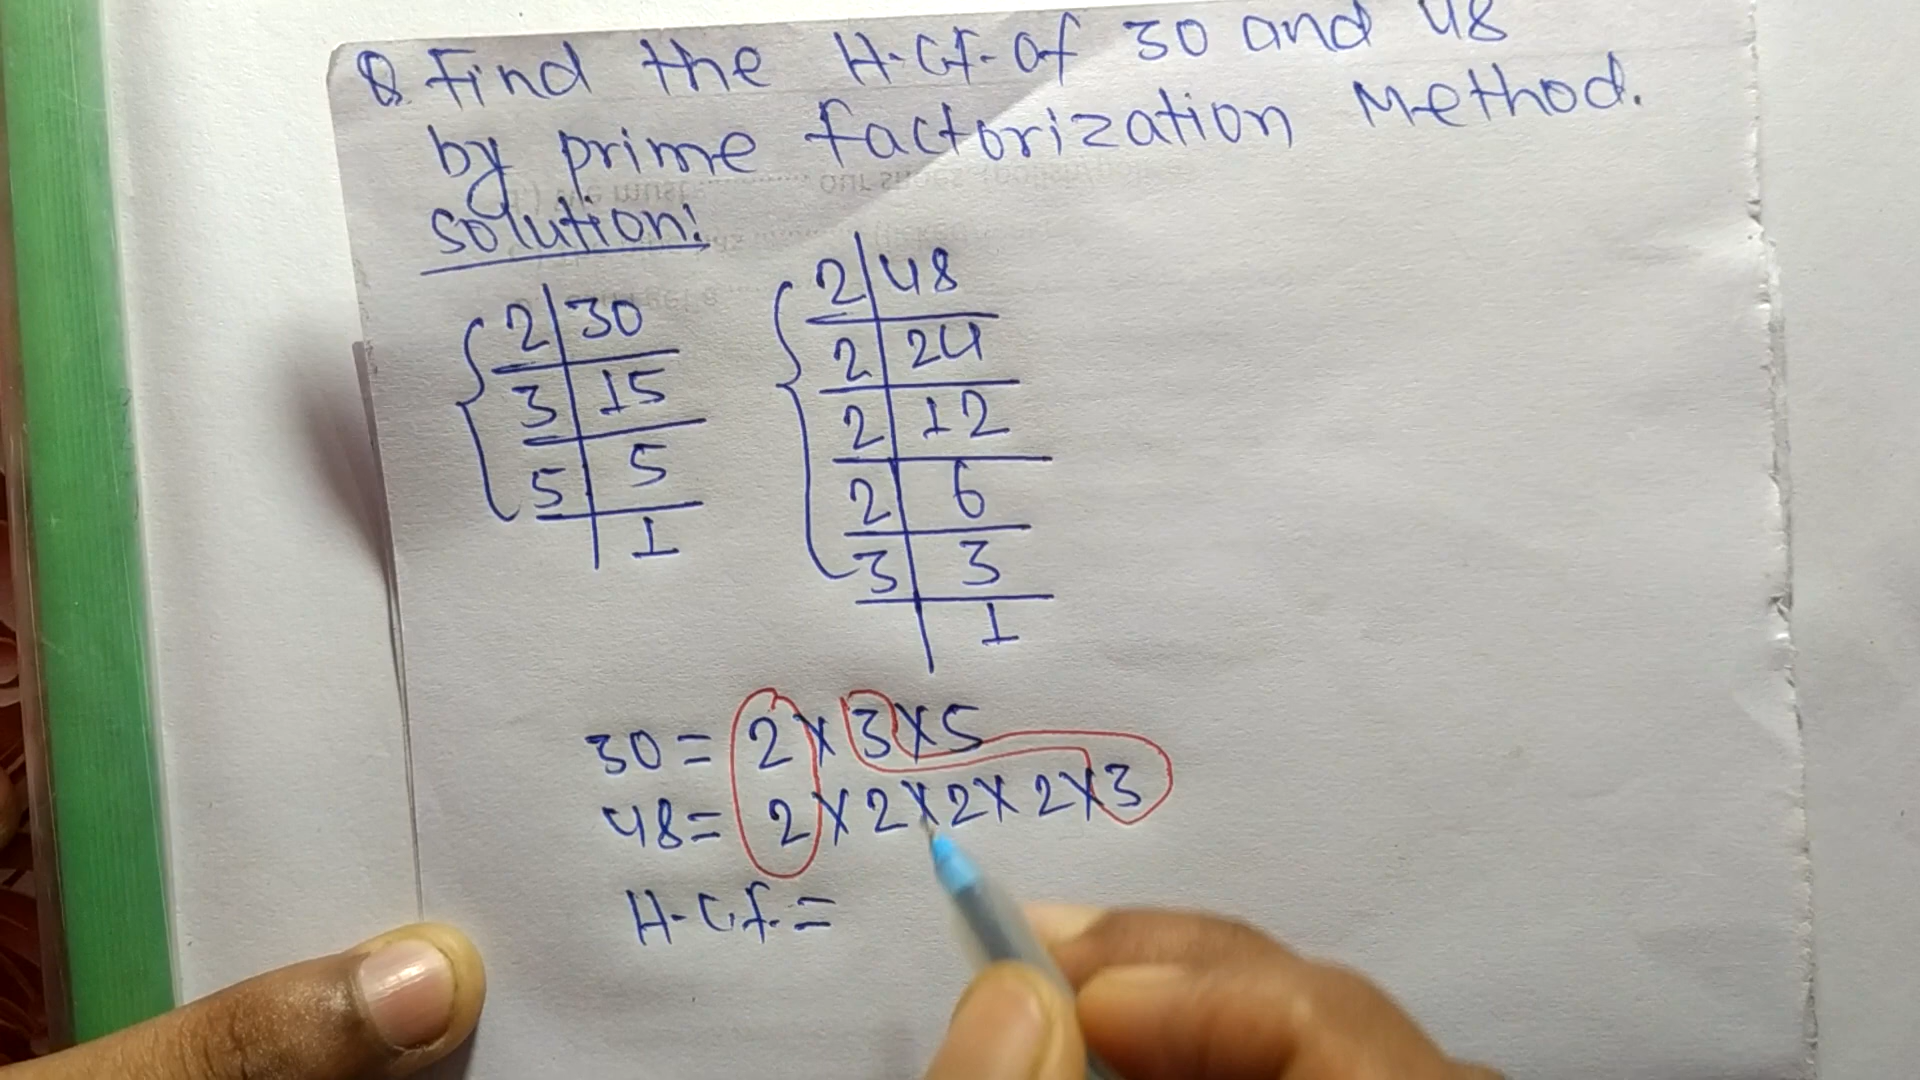 Q. Find the H.C.F. of 30 and 48
by prime factorization Method.
solution:
2 | 30
3 | 15
5 | 5
1
2 | 48
2 | 24
2 | 12
2 | 6
3 | 3
1
30 = 2 x 3 x 5
48 = 2 x 2 x 2 x 2 x 3
H.C.F. =